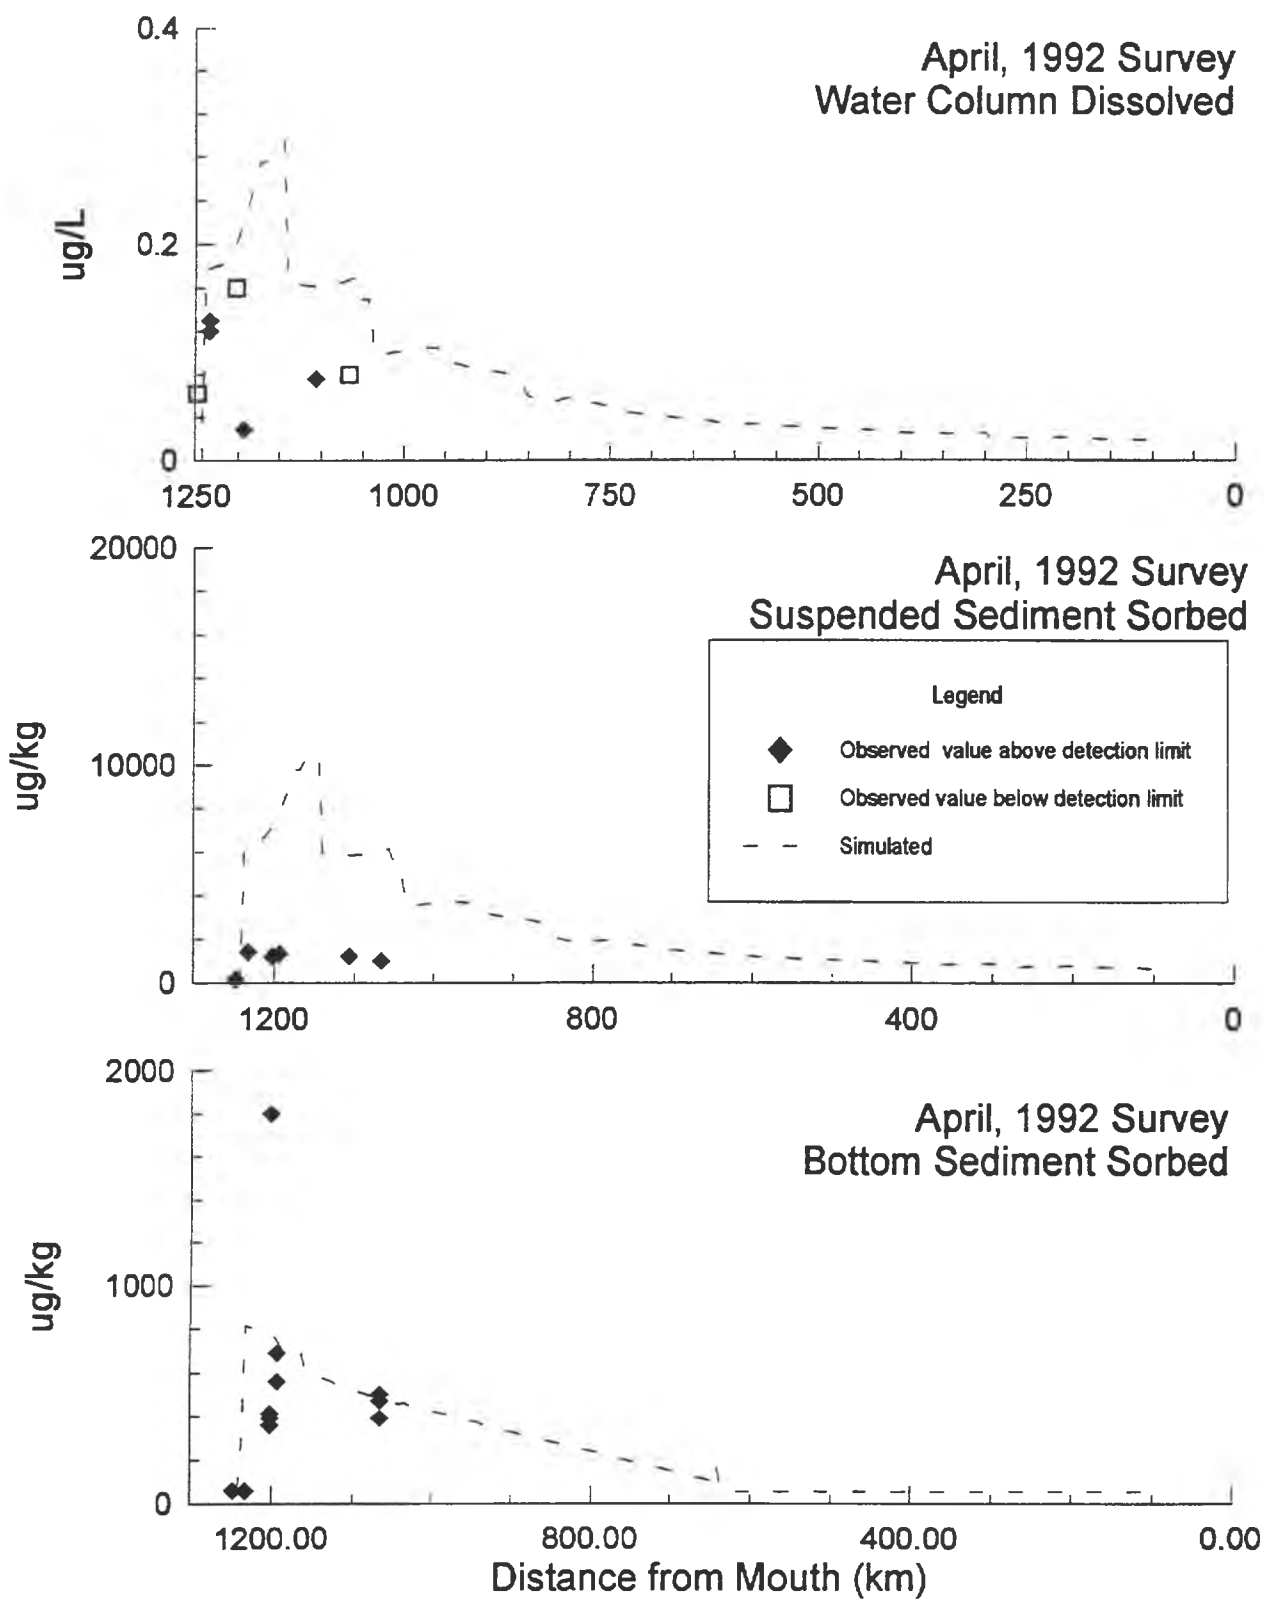 April, 1992 Survey
Water Column Dissolved
ug/L
0.4
0.2
0
1250 1000 750 500 250 0
April, 1992 Survey
Suspended Sediment Sorbed
ug/kg
20000
10000
0
Legend
Observed value above detection limit
Observed value below detection limit
Simulated
1200 800 400 0
April, 1992 Survey
Bottom Sediment Sorbed
ug/kg
2000
1000
0
1200.00 800.00 400.00 0.00
Distance from Mouth (km)